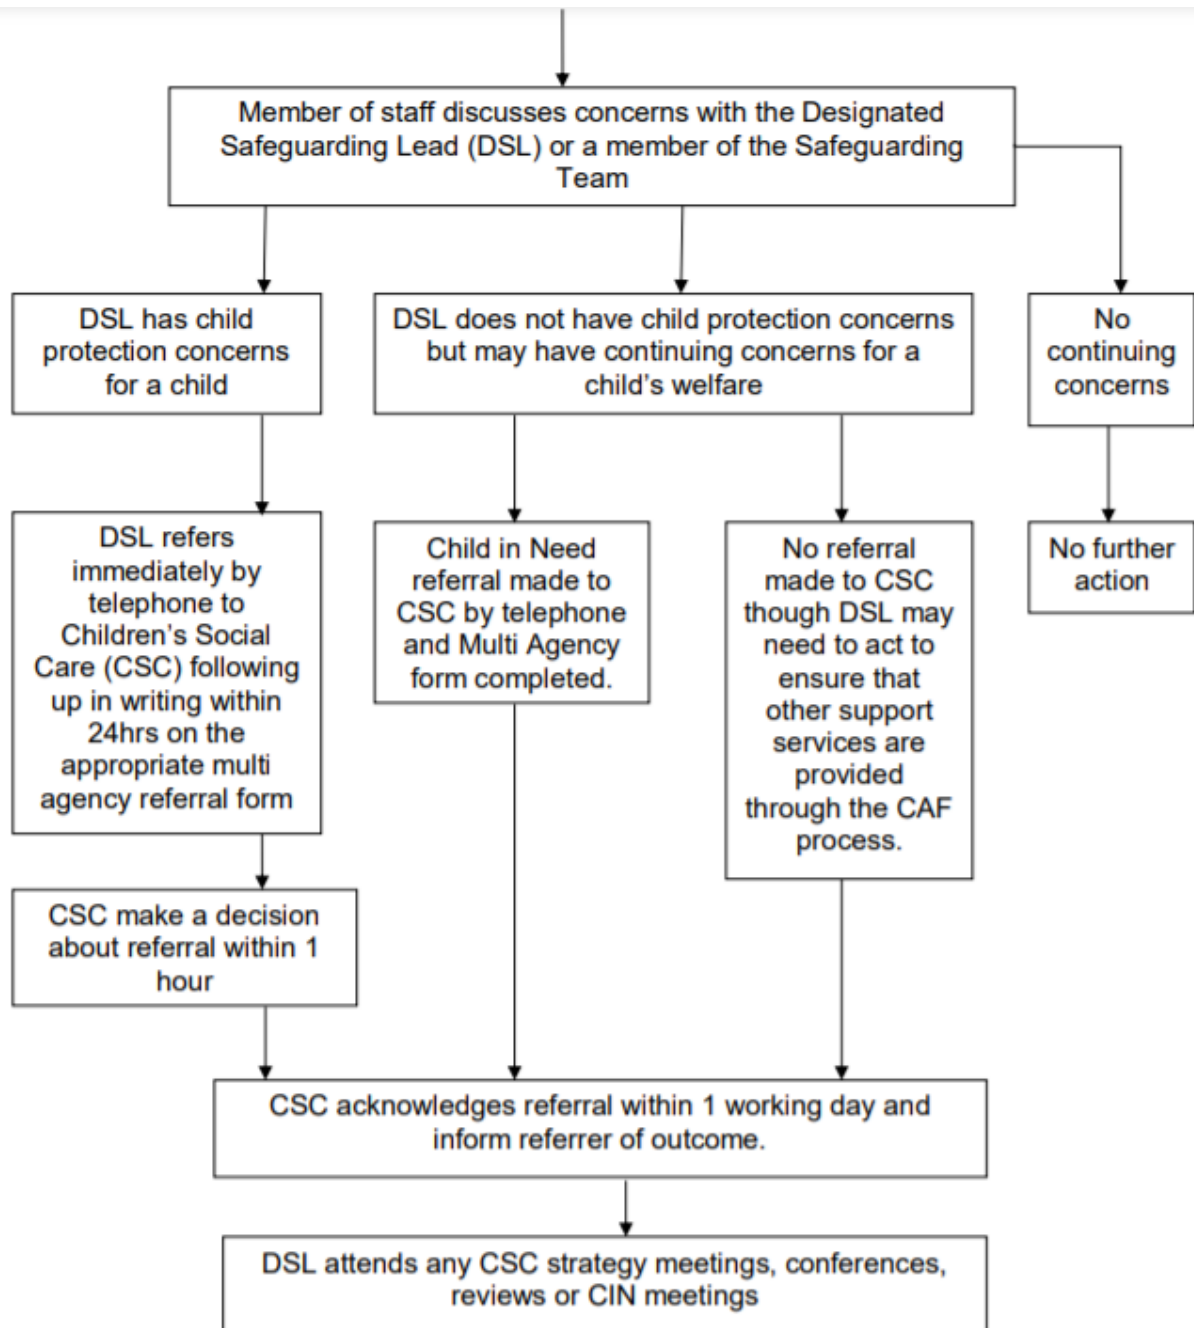 Member of staff discusses concerns with the Designated
Safeguarding Lead (DSL) or a member of the Safeguarding
Team
DSL has child
protection concerns
for a child
DSL does not have child protection concerns
but may have continuing concerns for a
child’s welfare
No
continuing
concerns
DSL refers
immediately by
telephone to
Children’s Social
Care (CSC) following
up in writing within
24hrs on the
appropriate multi
agency referral form
Child in Need
referral made to
CSC by telephone
and Multi Agency
form completed.
No referral
made to CSC
though DSL may
need to act to
ensure that
other support
services are
provided
through the CAF
process.
No further
action
CSC make a decision
about referral within 1
hour
CSC acknowledges referral within 1 working day and
inform referrer of outcome.
DSL attends any CSC strategy meetings, conferences,
reviews or CIN meetings